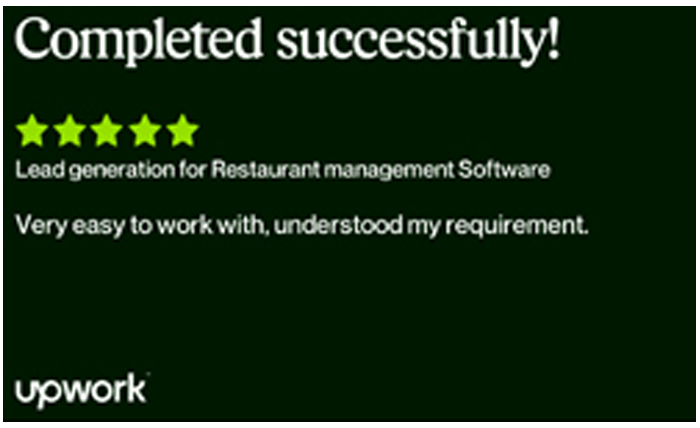 Completed successfully!
Lead generation for Restaurant management Software
Very easy to work with, understood my requirement.
upwork